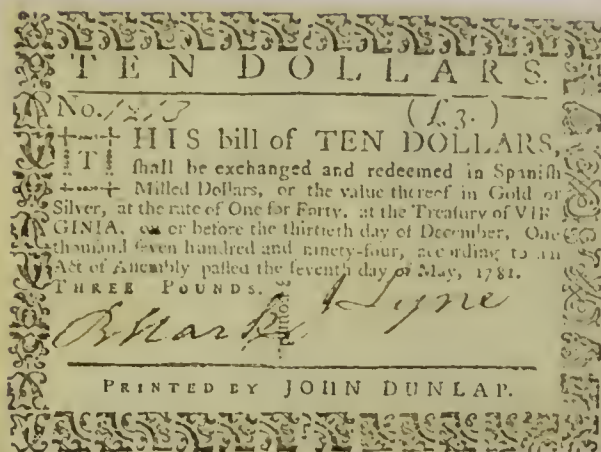 TEN DOLLARS.
No. 1213 (£3.)
THIS bill of TEN DOLLARS,
ſhall be exchanged and redeemed in Spaniſh
Milled Dollars, or the value thereof in Gold or
Silver, at the rate of One for Forty, at the Treaſury of VIR
GINIA, on or before the thirtieth day of December, One
thouſand ſeven hundred and ninety-four, according to an
Act of Aſſembly paſſed the ſeventh day of May, 1781.
THREE POUNDS.
Lyne
PRINTED BY JOHN DUNLAP.